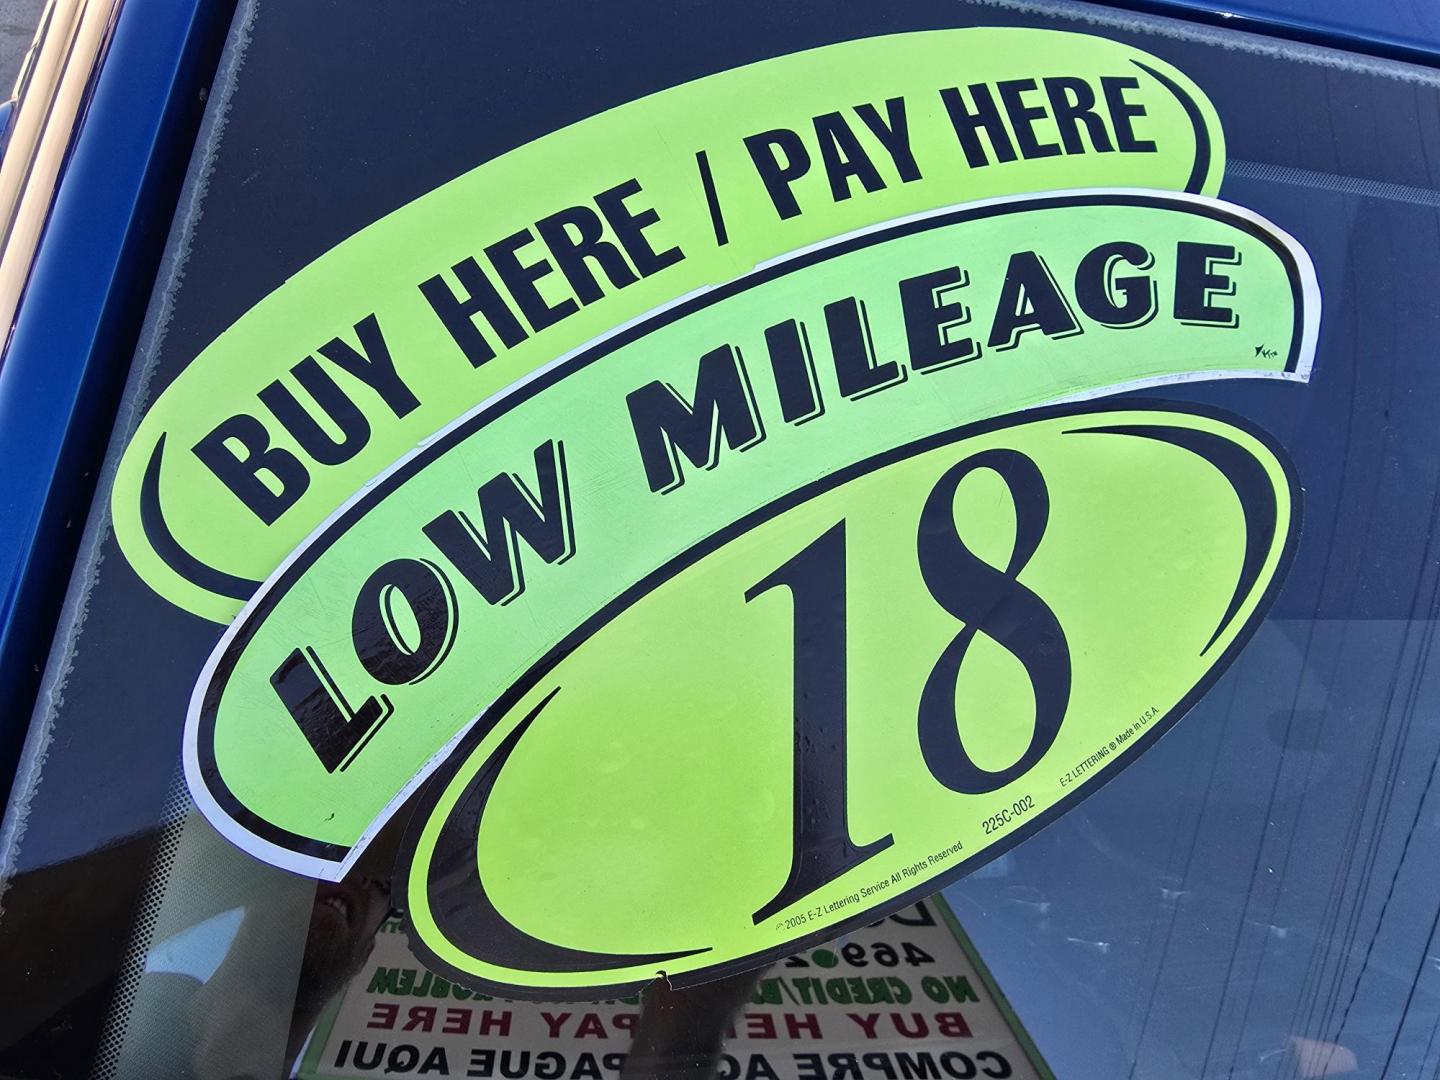 BUY HERE / PAY HERE
LOW MILEAGE
18
225C-002
© 2005 E-Z Lettering Service All Rights Reserved
E-Z LETTERING ® Made in U.S.A.
469
NO CREDIT/
BUY HERE PAY HERE
COMPRE AQUI PAGUE AQUI